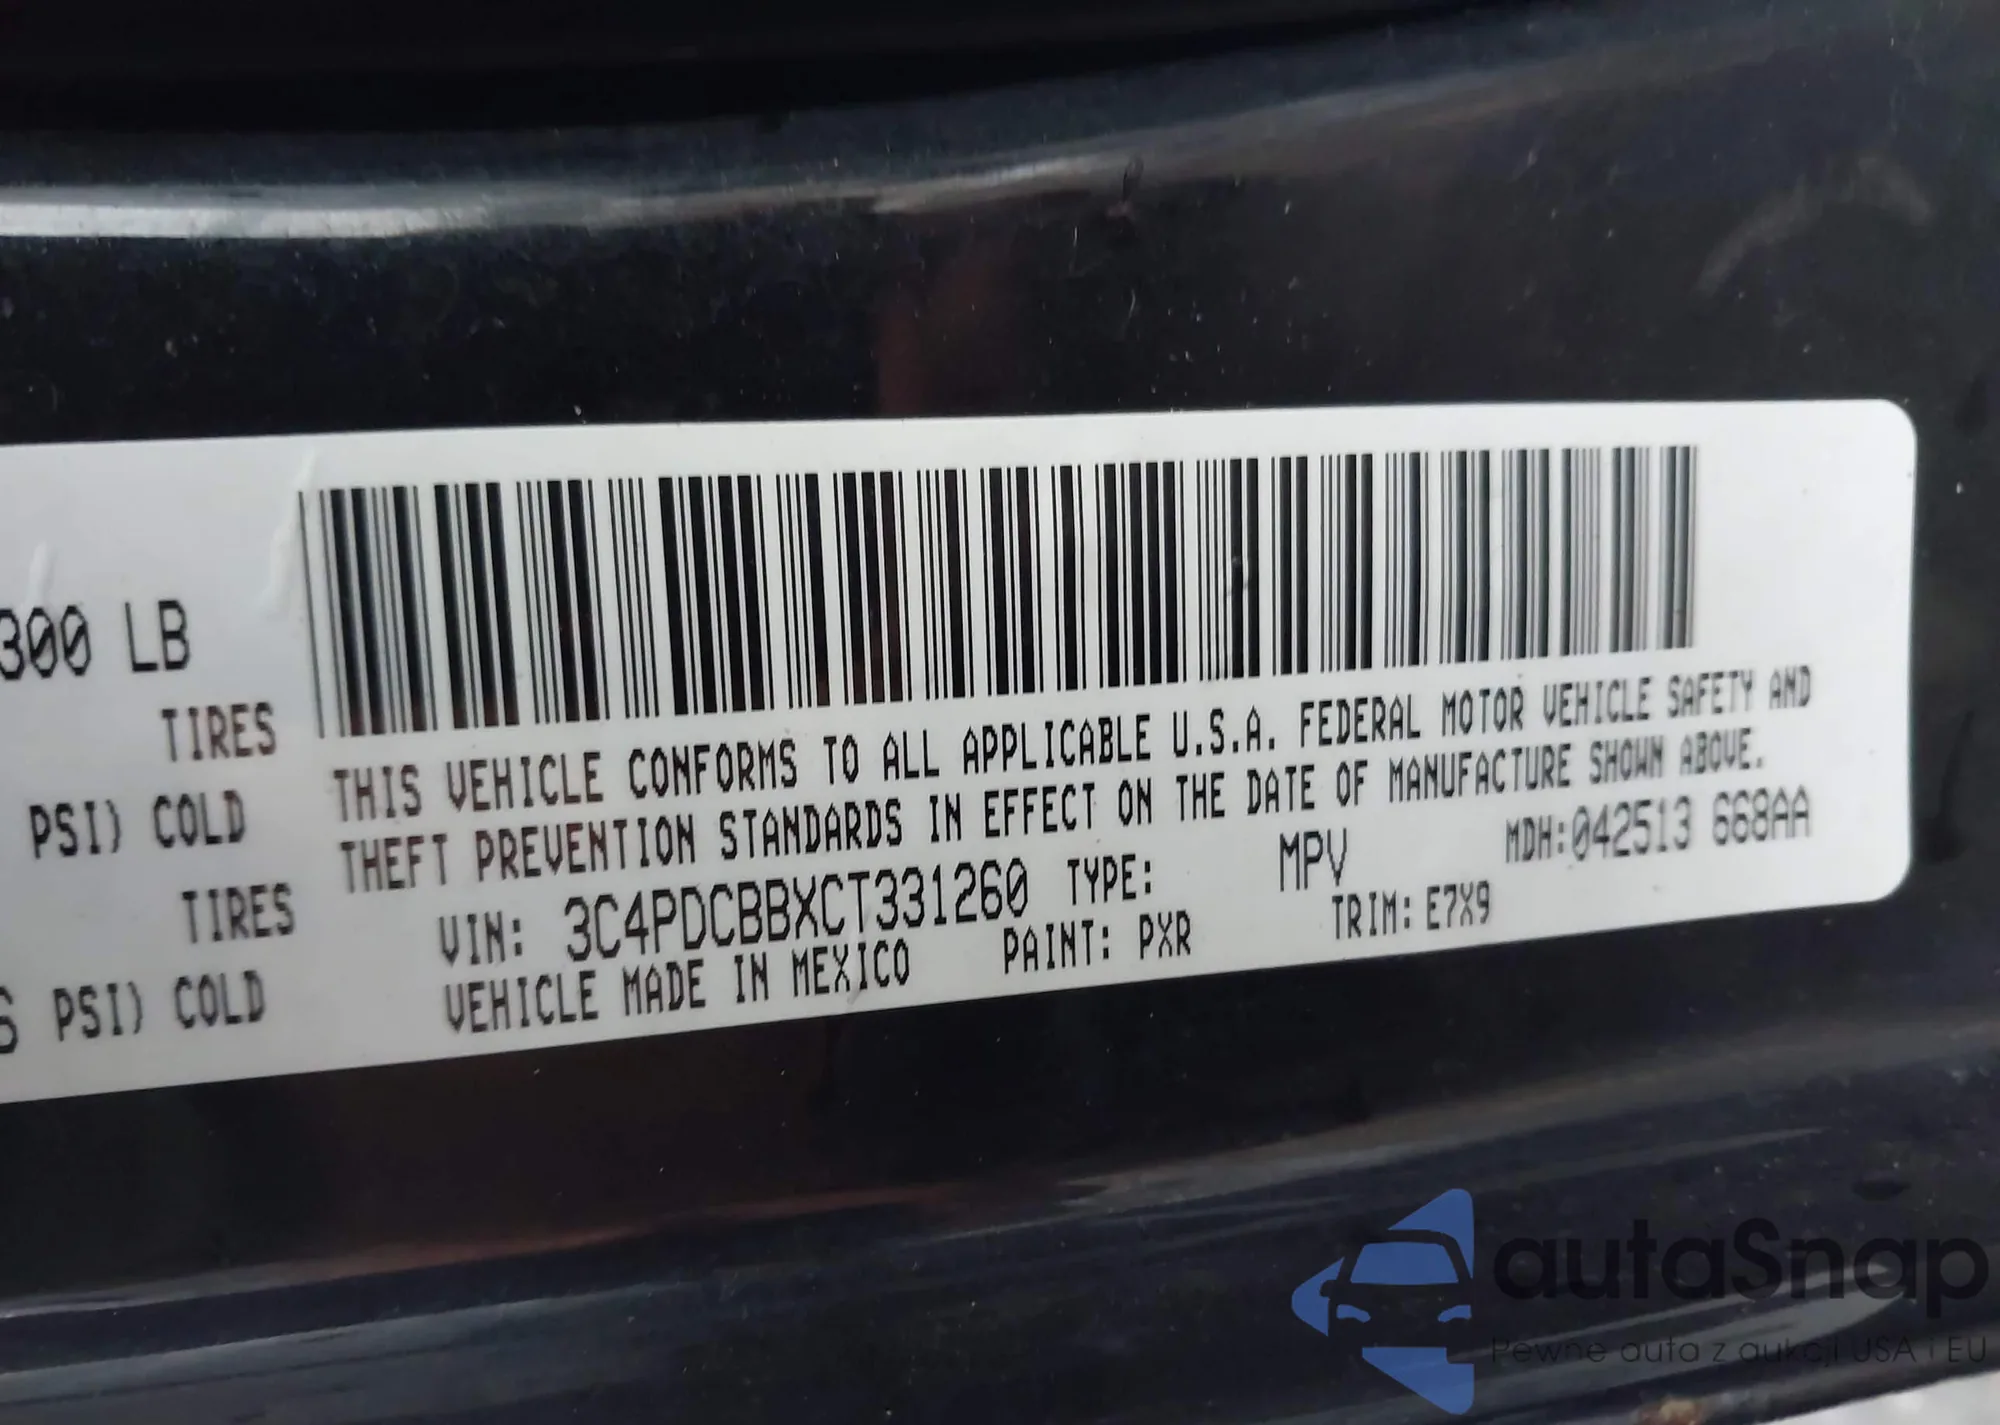 300 LB
TIRES
PSI) COLD
TIRES
PSI) COLD
THIS VEHICLE CONFORMS TO ALL APPLICABLE U.S.A. FEDERAL MOTOR VEHICLE SAFETY AND
THEFT PREVENTION STANDARDS IN EFFECT ON THE DATE OF MANUFACTURE SHOWN ABOVE.
VIN: 3C4PDCBBXCT331260 TYPE: MPV MDH:042513 668AA
VEHICLE MADE IN MEXICO PAINT: PXR TRIM: E7X9
autaSnap
Pewne auta z aukcji USA i EU